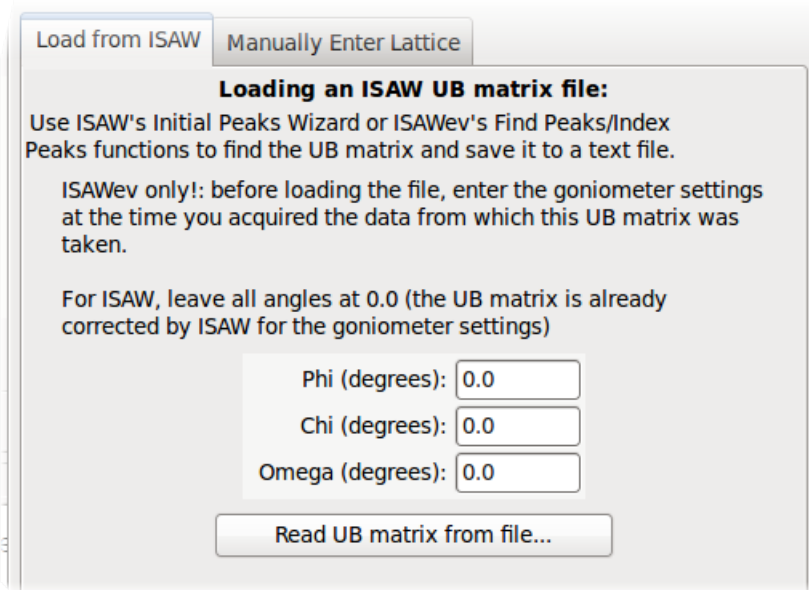 Load from ISAW
Manually Enter Lattice
Loading an ISAW UB matrix file:
Use ISAW's Initial Peaks Wizard or ISAWev's Find Peaks/Index
Peaks functions to find the UB matrix and save it to a text file.
ISAWev only!: before loading the file, enter the goniometer settings
at the time you acquired the data from which this UB matrix was
taken.
For ISAW, leave all angles at 0.0 (the UB matrix is already
corrected by ISAW for the goniometer settings)
Phi (degrees): 0.0
Chi (degrees): 0.0
Omega (degrees): 0.0
Read UB matrix from file...